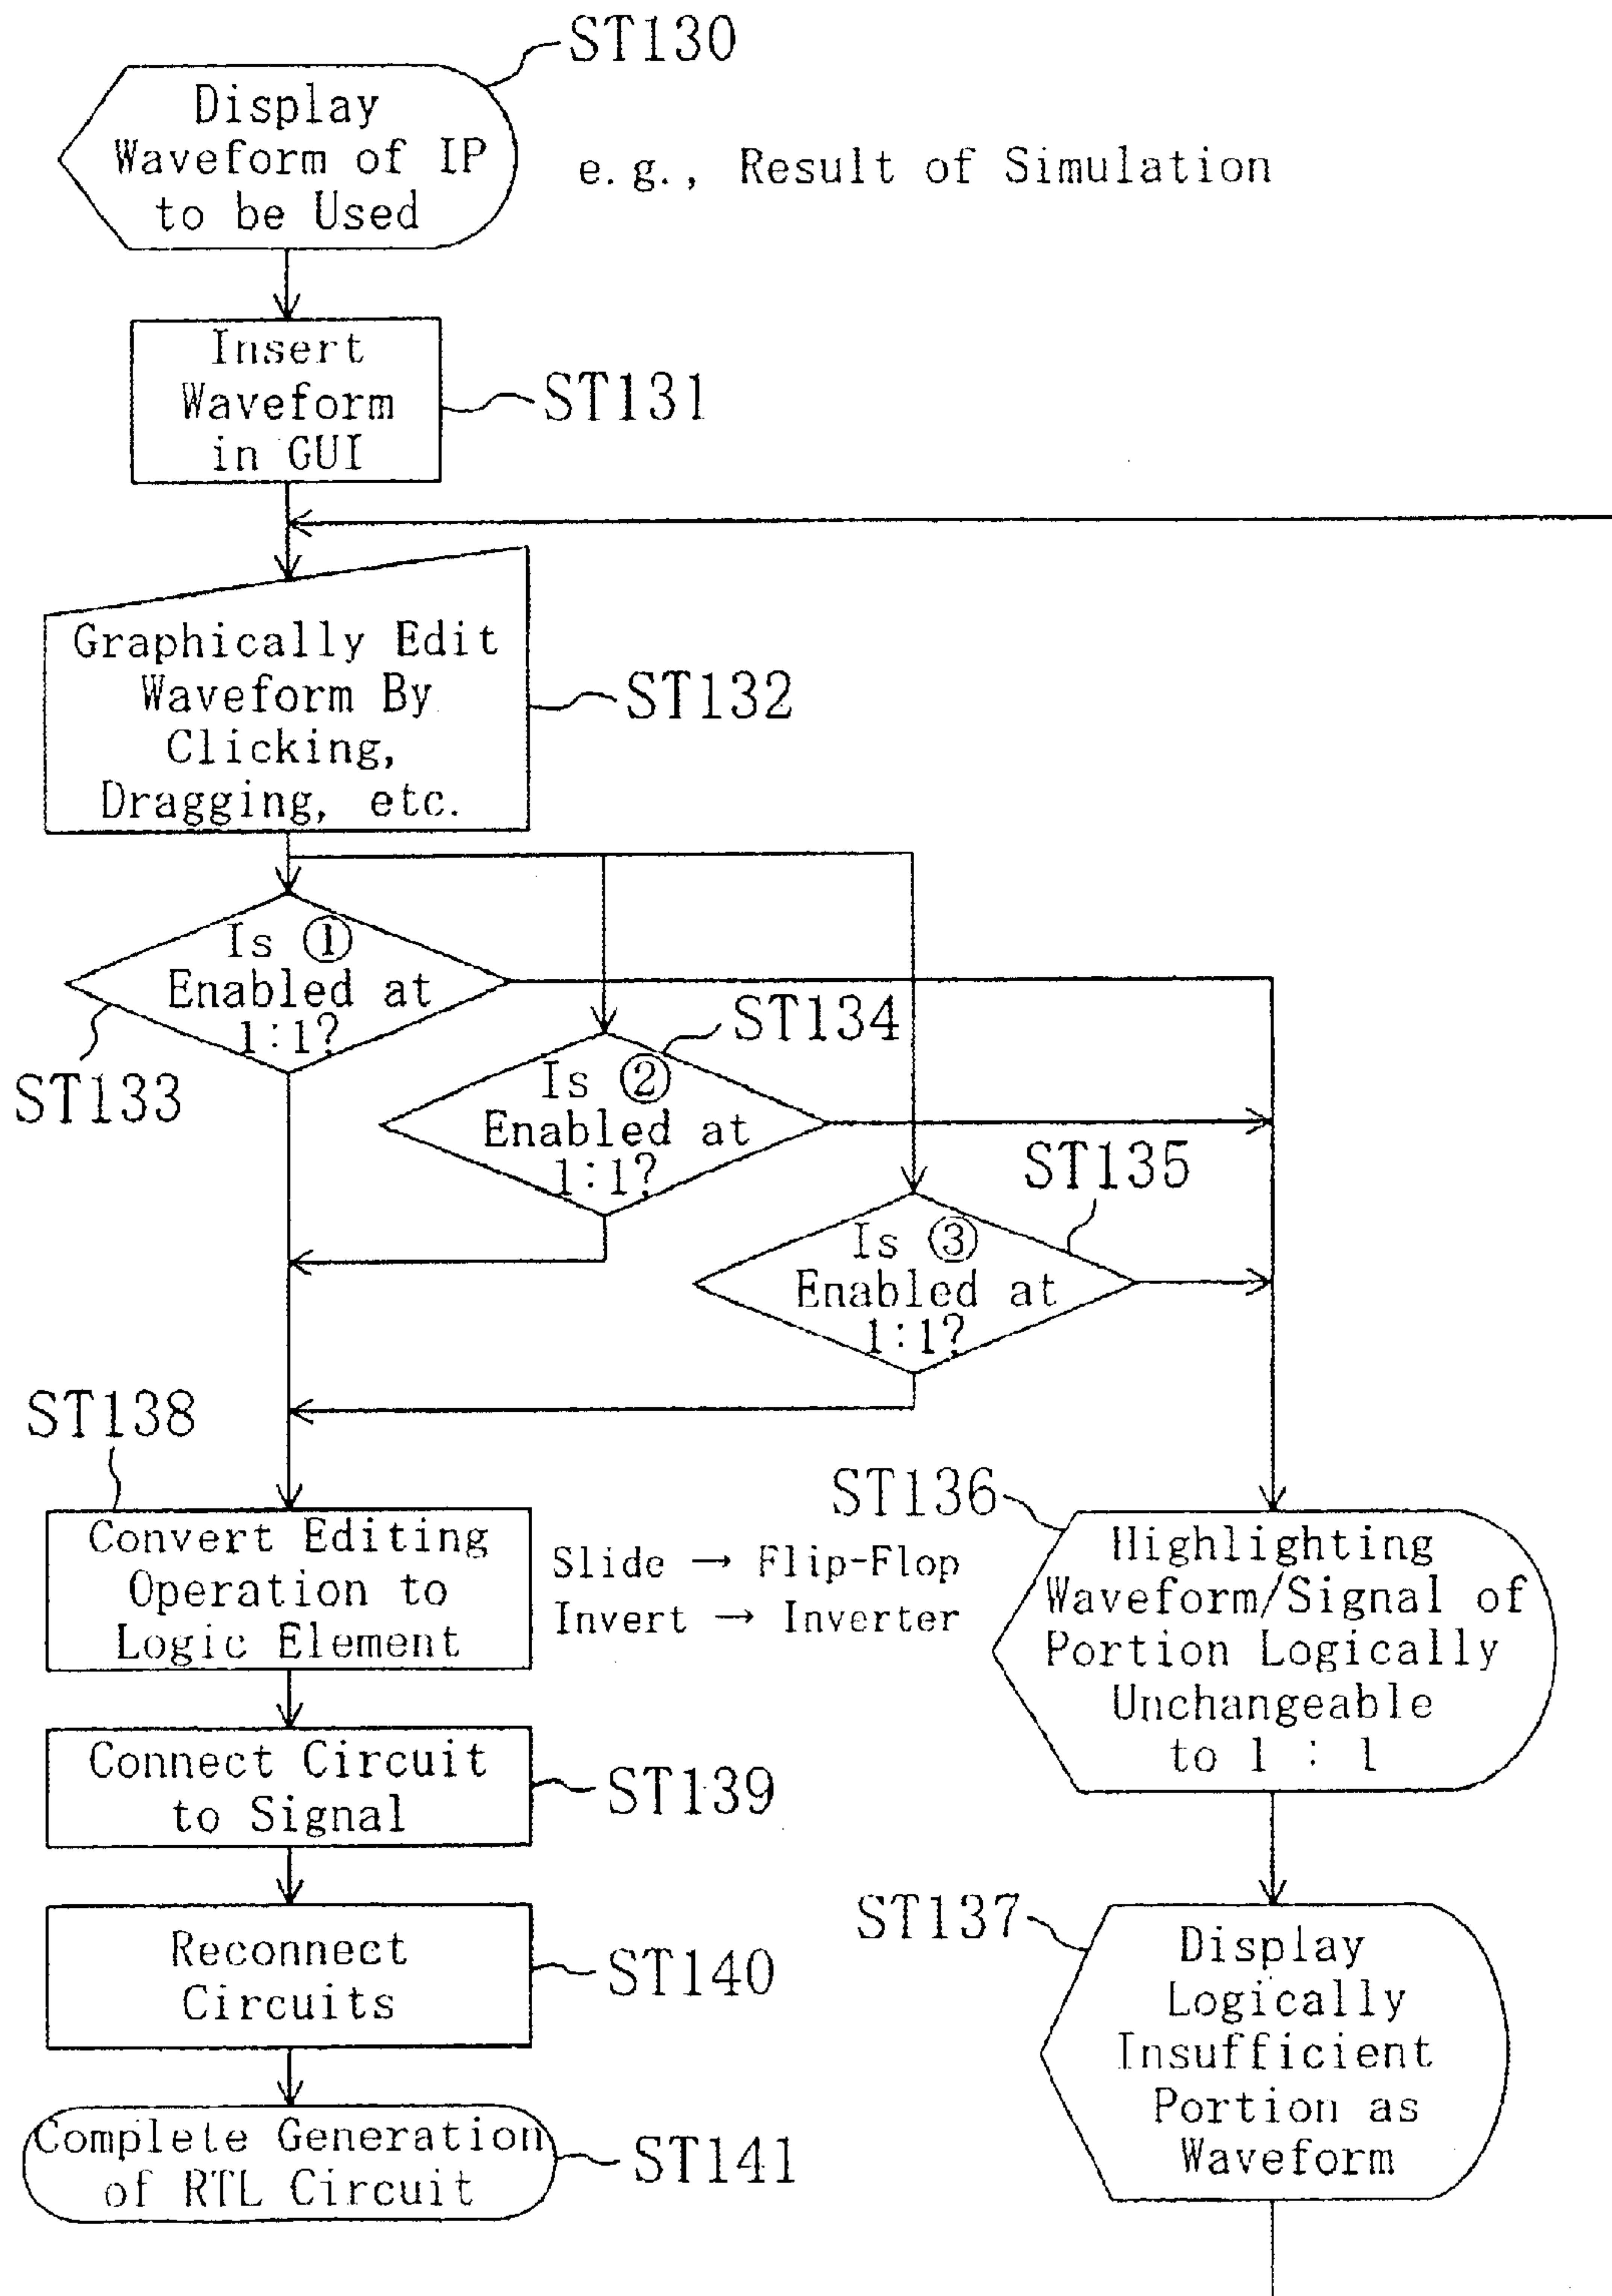 ST130
Display
Waveform of IP
to be Used
e.g., Result of Simulation
Insert
Waveform
in GUI
ST131
Graphically Edit
Waveform By
Clicking,
Dragging, etc.
ST132
Is ①
Enabled at
1:1?
ST133
ST134
Is ②
Enabled at
1:1?
ST135
Is ③
Enabled at
1:1?
ST138
Convert Editing
Operation to
Logic Element
Slide → Flip-Flop
Invert → Inverter
ST136
Highlighting
Waveform/Signal of
Portion Logically
Unchangeable
to 1 : 1
Connect Circuit
to Signal
ST139
Reconnect
Circuits
ST140
ST137
Display
Logically
Insufficient
Portion as
Waveform
Complete Generation
of RTL Circuit
ST141